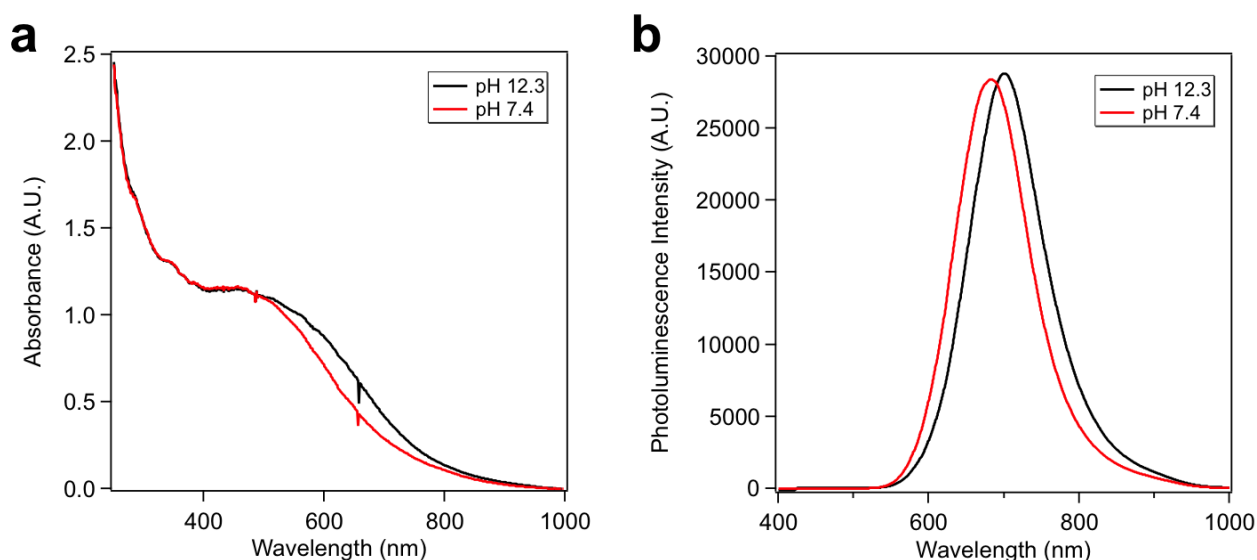 a
2.5
2.0
1.5
1.0
0.5
0.0
Absorbance (A.U.)
400
600
800
1000
Wavelength (nm)
pH 12.3
pH 7.4
b
30000
25000
20000
15000
10000
5000
0
Photoluminescence Intensity (A.U.)
400
600
800
1000
Wavelength (nm)
pH 12.3
pH 7.4